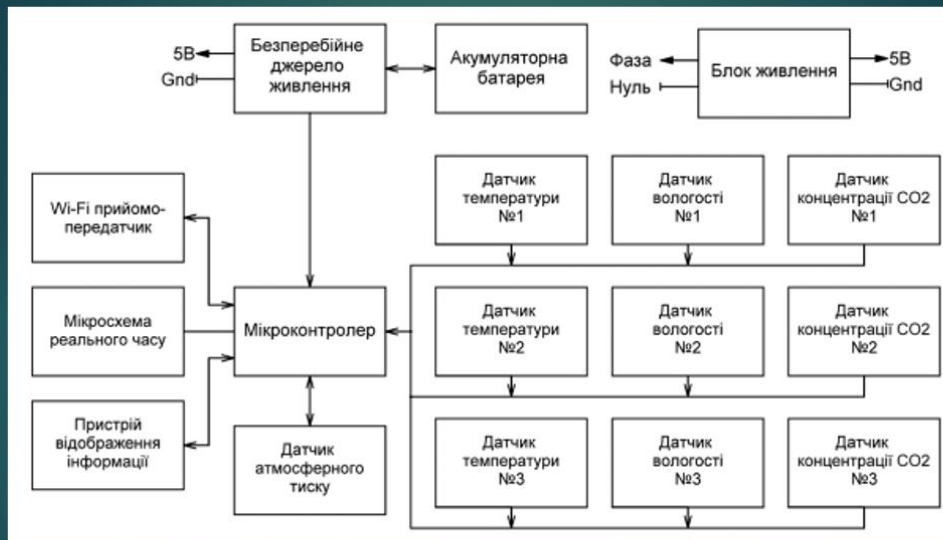 5В
Gnd
Безперебійне
джерело
живлення
Акумуляторна
батарея
Фаза
Нуль
Блок живлення
5В
Gnd
Wi-Fi прийомо-
передатчик
Мікросхема
реального часу
Пристрій
відображення
інформації
Мікроконтролер
Датчик
атмосферного
тиску
Датчик
температури
№1
Датчик
вологості
№1
Датчик
концентрації CO2
№1
Датчик
температури
№2
Датчик
вологості
№2
Датчик
концентрації CO2
№2
Датчик
температури
№3
Датчик
вологості
№3
Датчик
концентрації CO2
№3